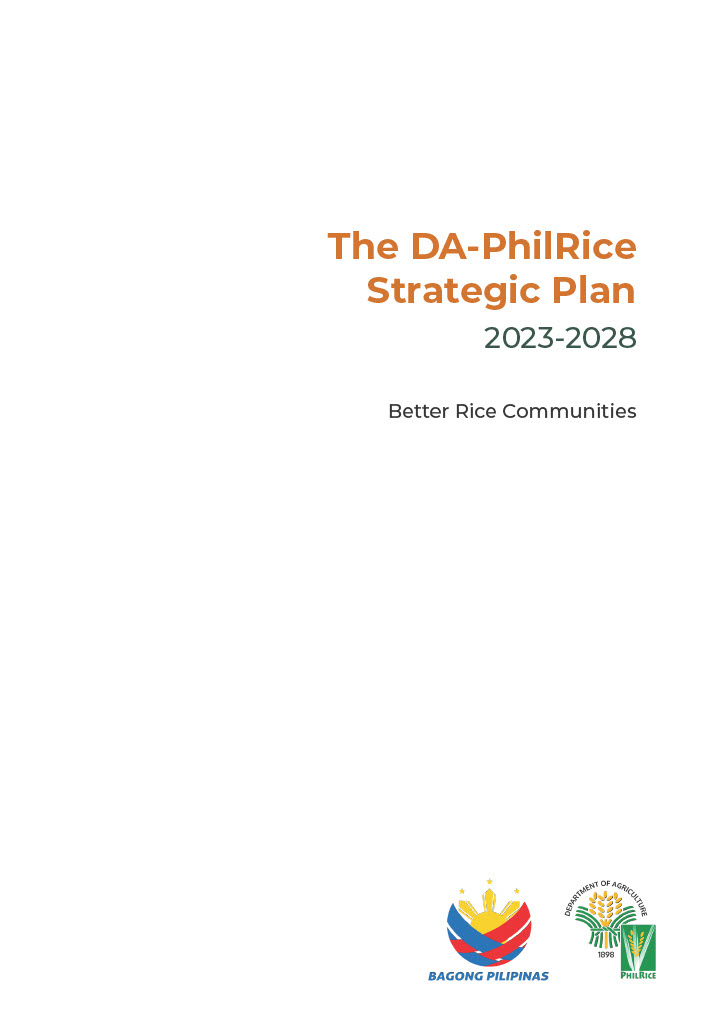 The DA-PhilRice
Strategic Plan
2023-2028
Better Rice Communities
BAGONG PILIPINAS
DEPARTMENT OF AGRICULTURE
1898
PHILRICE